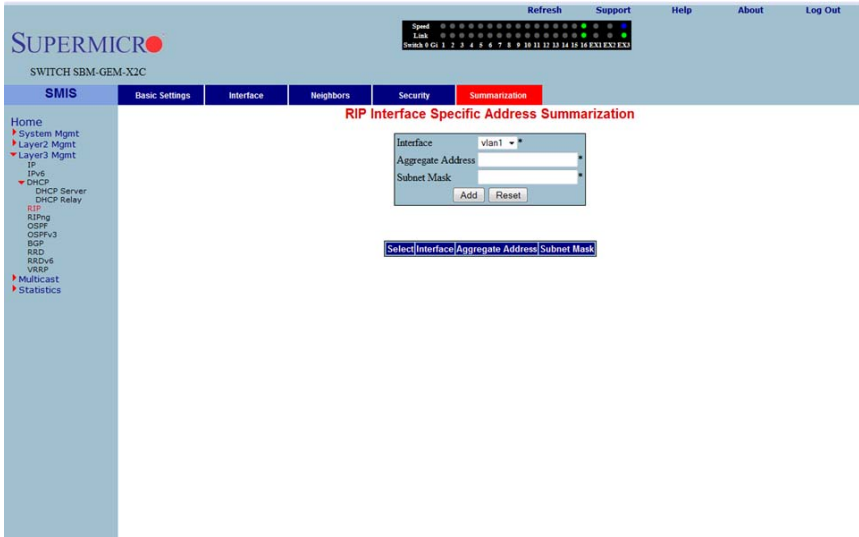 Refresh Support Help About Log Out
SUPERMICRO
SWITCH SBM-GEM-X2C
Speed
Link
Switch 0 Gi 1 2 3 4 5 6 7 8 9 10 11 12 13 14 15 16 EX1 EX2 EX3
SMIS
Basic Settings Interface Neighbors Security Summarization
Home
System Mgmt
Layer2 Mgmt
Layer3 Mgmt
IP
IPv6
DHCP
DHCP Server
DHCP Relay
RIP
RIPng
OSPF
OSPFv3
BGP
RRD
RRDv6
VRRP
Multicast
Statistics
RIP Interface Specific Address Summarization
Interface vlan1 *
Aggregate Address *
Subnet Mask *
Add Reset
Select Interface Aggregate Address Subnet Mask